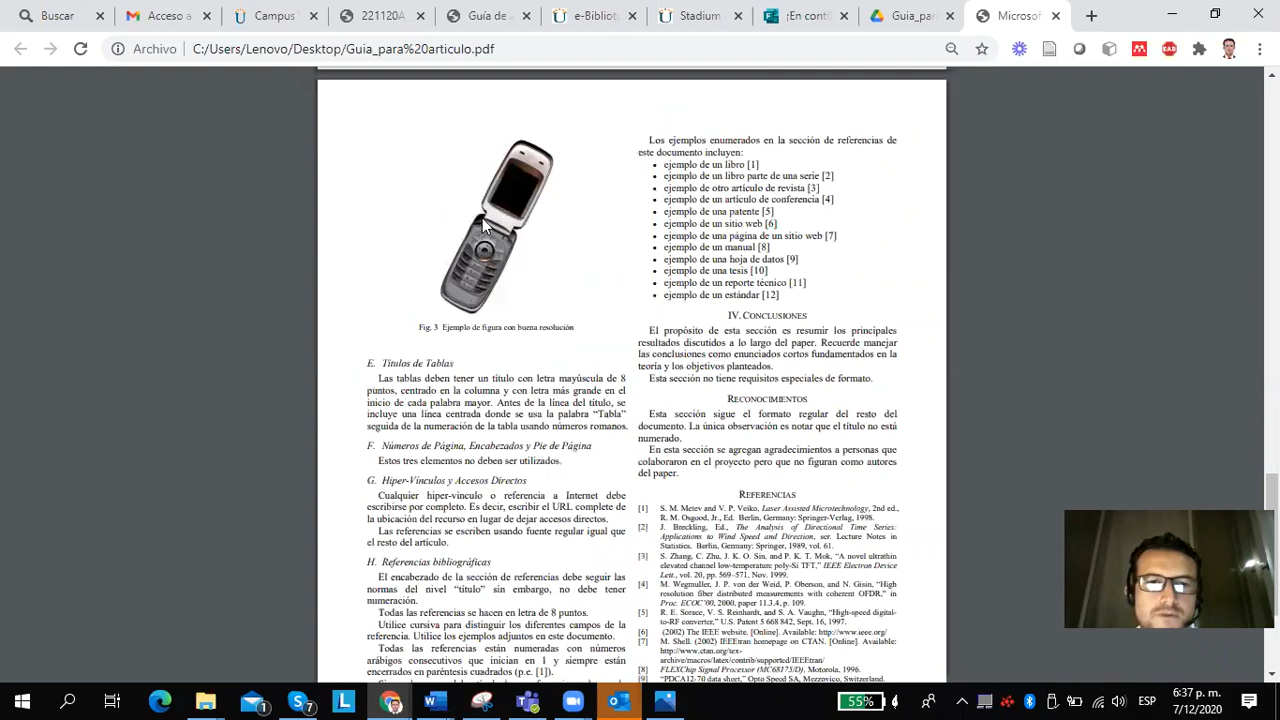 Buscar
Acceso a
Campus
221120A
Guía de
e-Bibliot
Stadium
¡En cont
Guia_par
Microsof
Archivo
C:/Users/Lenovo/Desktop/Guia_para%20articulo.pdf
EAB
Fig. 3 Ejemplo de figura con buena resolución
E. Títulos de Tablas
Las tablas deben tener un título con letra mayúscula de 8
puntos, centrado en la columna y con letra más grande en el
inicio de cada palabra mayor. Antes de la línea del título, se
incluye una línea centrada donde se usa la palabra “Tabla”
seguida de la numeración de la tabla usando números romanos.
F. Números de Página, Encabezados y Pie de Página
Estos tres elementos no deben ser utilizados.
G. Hiper-Vínculos y Accesos Directos
Cualquier hiper-vínculo o referencia a Internet debe
escribirse por completo. Es decir, escribir el URL complete de
la ubicación del recurso en lugar de dejar accesos directos.
Las referencias se escriben usando fuente regular igual que
el resto del artículo.
H. Referencias bibliográficas
El encabezado de la sección de referencias debe seguir las
normas del nivel “título” sin embargo, no debe tener
numeración.
Todas las referencias se hacen en letra de 8 puntos.
Utilice cursiva para distinguir los diferentes campos de la
referencia. Utilice los ejemplos adjuntos en este documento.
Todas las referencias están numeradas con números
arábigos consecutivos que inician en 1 y siempre están
encerrados en paréntesis cuadrados (p.e. [1]).
Los ejemplos enumerados en la sección de referencias de
este documento incluyen:
• ejemplo de un libro [1]
• ejemplo de un libro parte de una serie [2]
• ejemplo de otro artículo de revista [3]
• ejemplo de un artículo de conferencia [4]
• ejemplo de una patente [5]
• ejemplo de un sitio web [6]
• ejemplo de una página de un sitio web [7]
• ejemplo de un manual [8]
• ejemplo de una hoja de datos [9]
• ejemplo de una tesis [10]
• ejemplo de un reporte técnico [11]
• ejemplo de un estándar [12]
IV. CONCLUSIONES
El propósito de esta sección es resumir los principales
resultados discutidos a lo largo del paper. Recuerde manejar
las conclusiones como enunciados cortos fundamentados en la
teoría y los objetivos planteados.
Esta sección no tiene requisitos especiales de formato.
RECONOCIMIENTOS
Esta sección sigue el formato regular del resto del
documento. La única observación es notar que el título no está
numerado.
En esta sección se agregan agradecimientos a personas que
colaboraron en el proyecto pero que no figuran como autores
del paper.
REFERENCIAS
[1] S. M. Metev and V. P. Veiko, Laser Assisted Microtechnology, 2nd ed.,
R. M. Osgood, Jr., Ed. Berlin, Germany: Springer-Verlag, 1998.
[2] J. Breckling, Ed., The Analysis of Directional Time Series:
Applications to Wind Speed and Direction, ser. Lecture Notes in
Statistics. Berlin, Germany: Springer, 1989, vol. 61.
[3] S. Zhang, C. Zhu, J. K. O. Sin, and P. K. T. Mok, “A novel ultrathin
elevated channel low-temperature poly-Si TFT,” IEEE Electron Device
Lett., vol. 20, pp. 569–571, Nov. 1999.
[4] M. Wegmuller, J. P. von der Weid, P. Oberson, and N. Gisin, “High
resolution fiber distributed measurements with coherent OFDR,” in
Proc. ECOC’00, 2000, paper 11.3.4, p. 109.
[5] R. E. Sorace, V. S. Reinhardt, and S. A. Vaughn, “High-speed digital-
to-RF converter,” U.S. Patent 5 668 842, Sept. 16, 1997.
[6] (2002) The IEEE website. [Online]. Available: http://www.ieee.org/
[7] M. Shell. (2002) IEEEtran homepage on CTAN. [Online]. Available:
http://www.ctan.org/tex-
archive/macros/latex/contrib/supported/IEEEtran/
[8] FLEXChip Signal Processor (MC68175/D), Motorola, 1996.
[9] “PDCA12-70 data sheet,” Opto Speed SA, Mezzovico, Switzerland.
55%
ESP
6:37 p. m.
7/12/2020